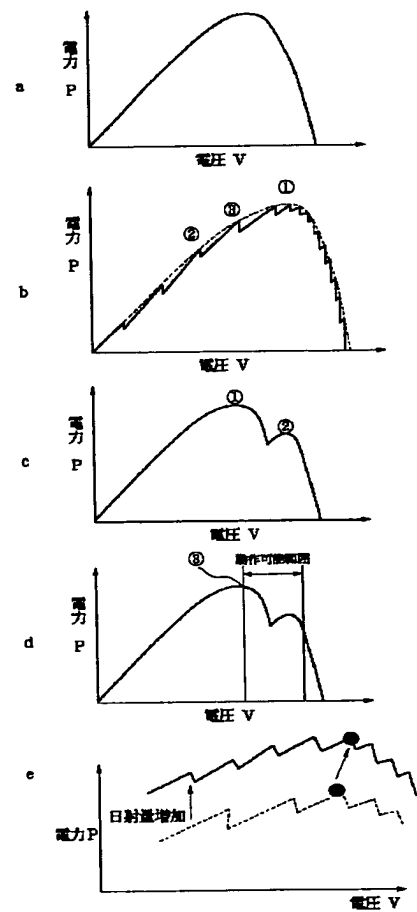 a
電力 P
電圧 V
①
③
②
b
電力 P
電圧 V
①
②
c
電力 P
電圧 V
③
動作可能範囲
d
電力 P
電圧 V
e
日射量増加
電力P
電圧 V